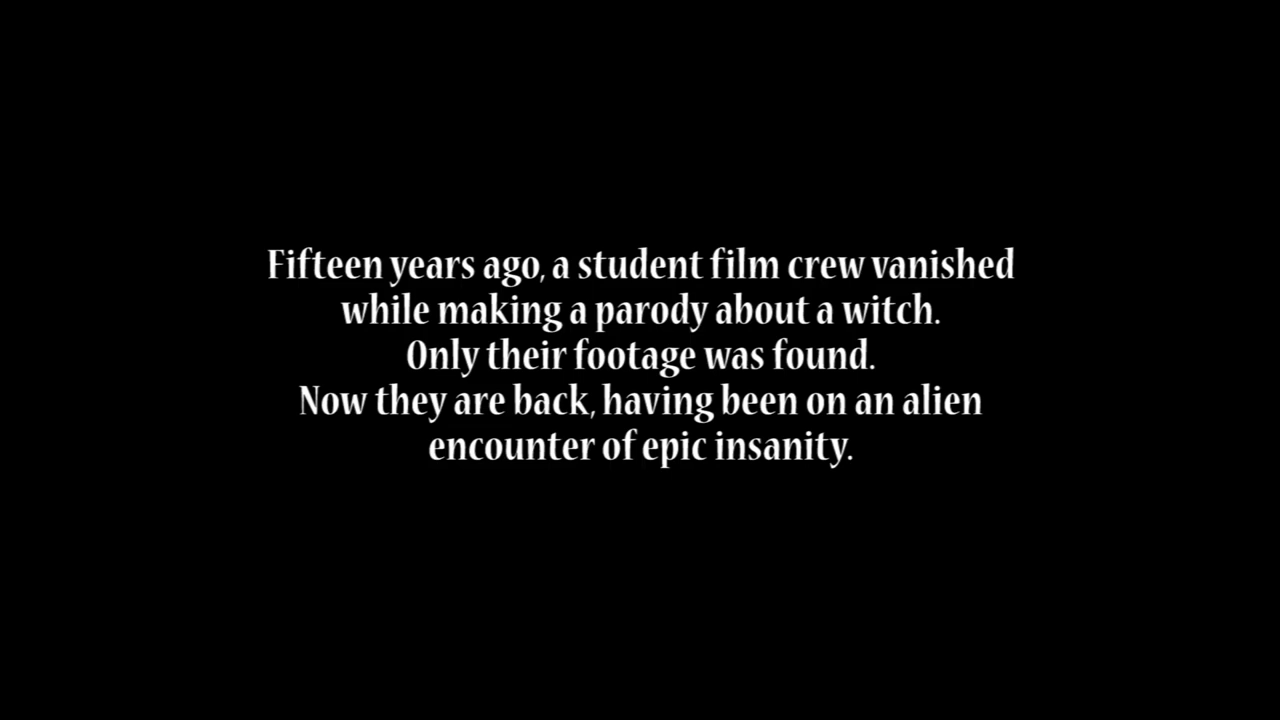 Fifteen years ago, a student film crew vanished
while making a parody about a witch.
Only their footage was found.
Now they are back, having been on an alien
encounter of epic insanity.